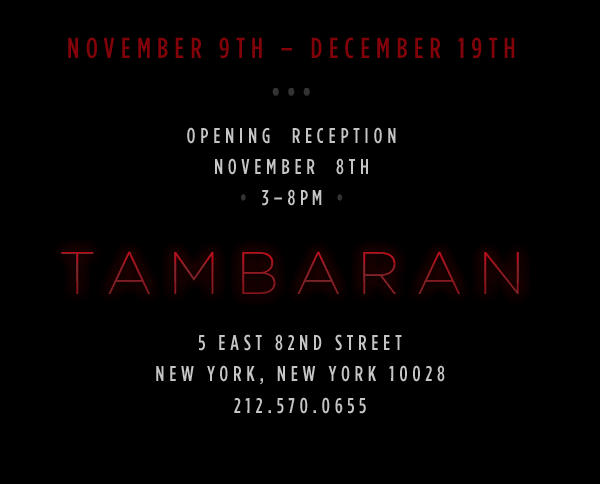 NOVEMBER 9TH – DECEMBER 19TH
OPENING RECEPTION
NOVEMBER 8TH
• 3–8PM •
TAMBARAN
5 EAST 82ND STREET
NEW YORK, NEW YORK 10028
212.570.0655